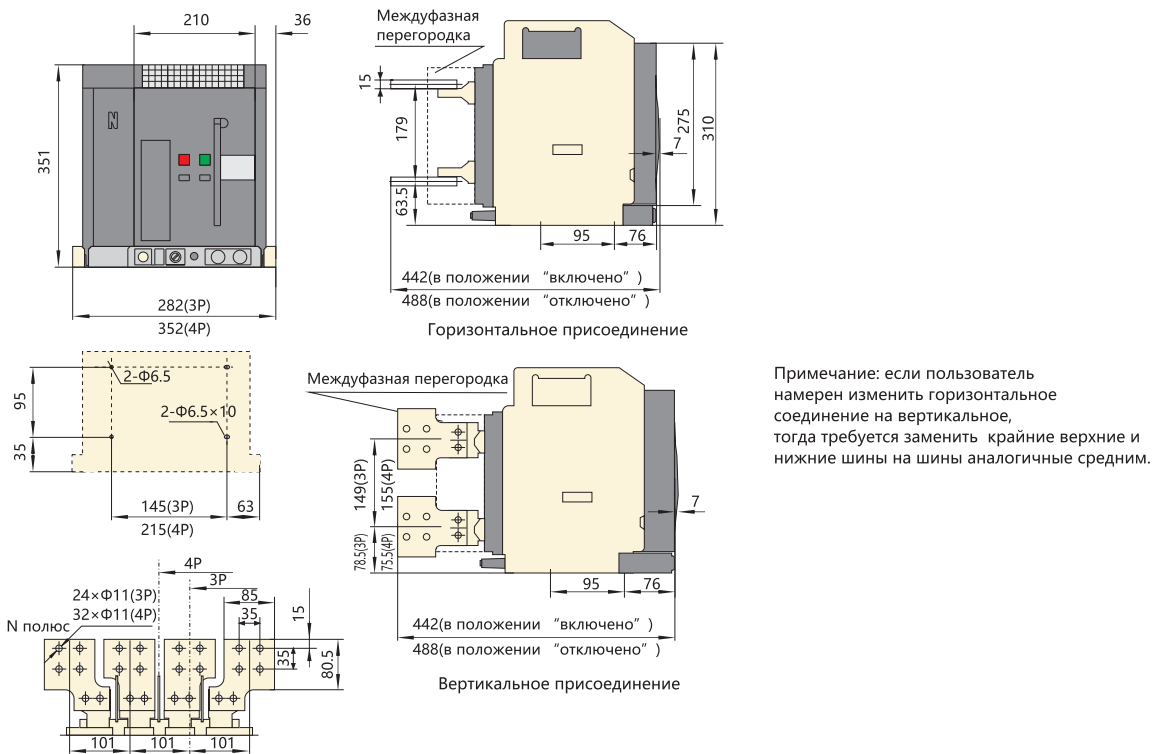 210
36
351
282(3P)
352(4P)
Междуфазная
перегородка
15
179
63.5
275
310
7
95
76
442(в положении “включено” )
488(в положении “отключено” )
Горизонтальное присоединение
2-Ф6.5
2-Ф6.5×10
95
35
145(3P)
215(4P)
63
Междуфазная перегородка
149(3P)
155(4P)
78.5(3P)
75.5(4P)
7
95
76
442(в положении “включено” )
488(в положении “отключено” )
Вертикальное присоединение
Примечание: если пользователь
намерен изменить горизонтальное
соединение на вертикальное,
тогда требуется заменить крайние верхние и
нижние шины на шины аналогичные средним.
4P
3P
24×Ф11(3P)
32×Ф11(4P)
N полюс
85
35
15
35
80.5
101
101
101